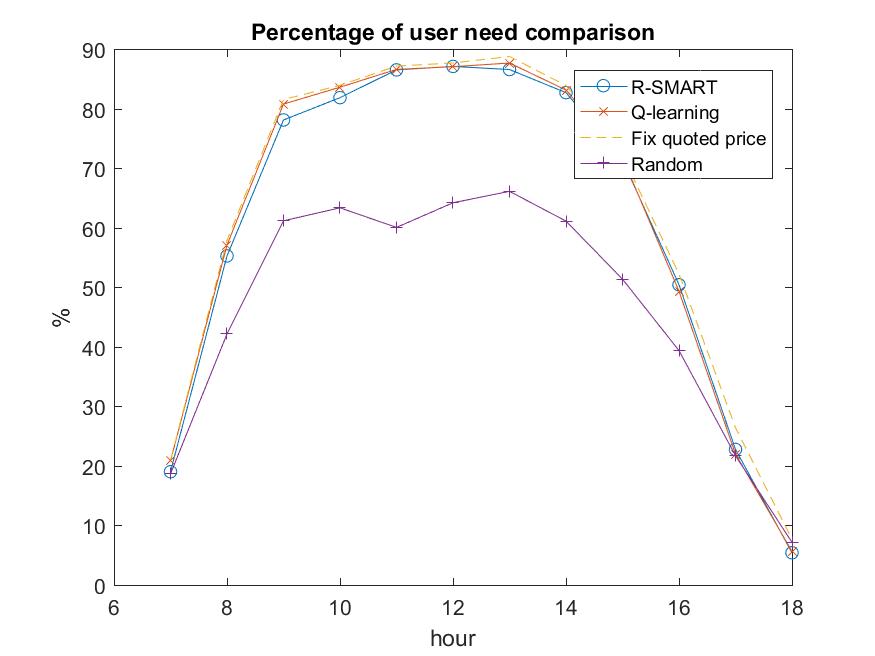 Percentage of user need comparison
90
80
70
60
50
40
30
20
10
0
%
R-SMART
Q-learning
Fix quoted price
Random
6 8 10 12 14 16 18
hour